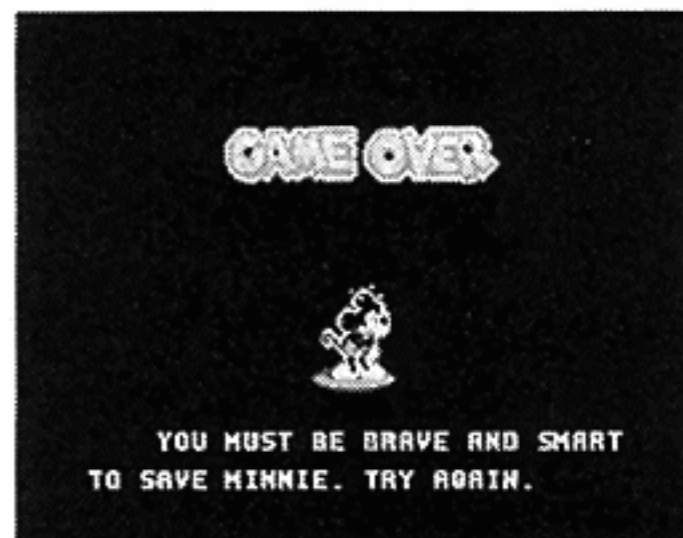 GAME OVER
YOU MUST BE BRAVE AND SMART
TO SAVE MINNIE. TRY AGAIN.